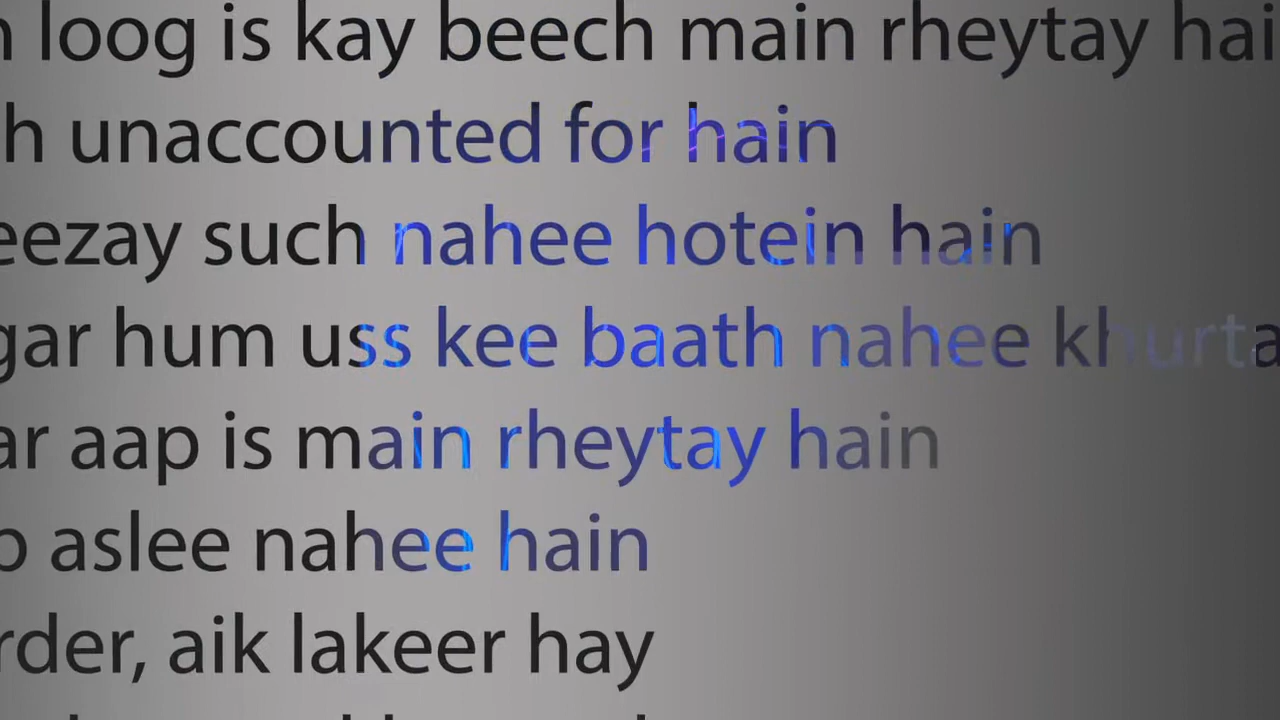 loog is kay beech main rheytay hai
h unaccounted for hain
eezay such nahee hotein hain
gar hum uss kee baath nahee khurta
ar aap is main rheytay hain
aslee nahee hain
rder, aik lakeer hay